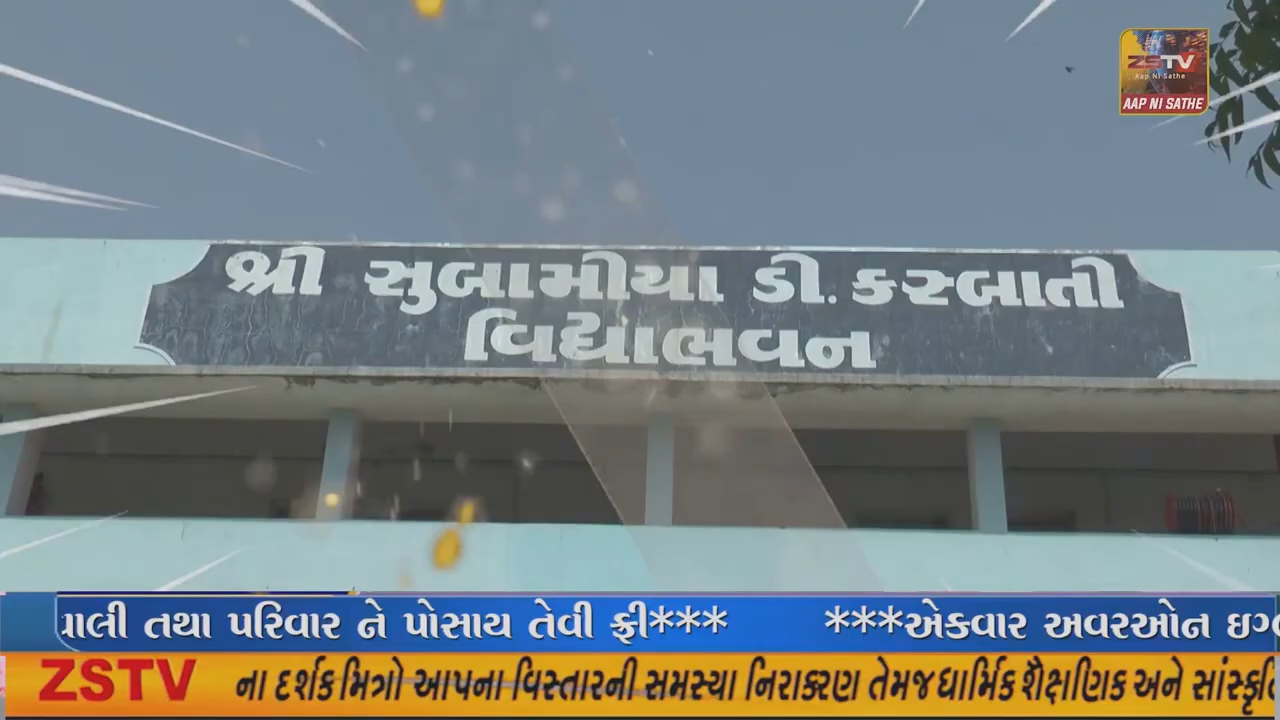 ZSTV
Aap Ni Sathe
AAP NI SATHE
શ્રી સુબામીયા ડી. કસ્બાતી
વિદ્યાભવન
તથા પરિવાર ને પોસાય તેવી ફ્રી*** ***એકવાર અવરઓન
ZSTV ના દર્શક મિત્રો આપના વિસ્તારની સમસ્યા નિરાકરણ તેમજ ધાર્મિક શૈક્ષણિક અને